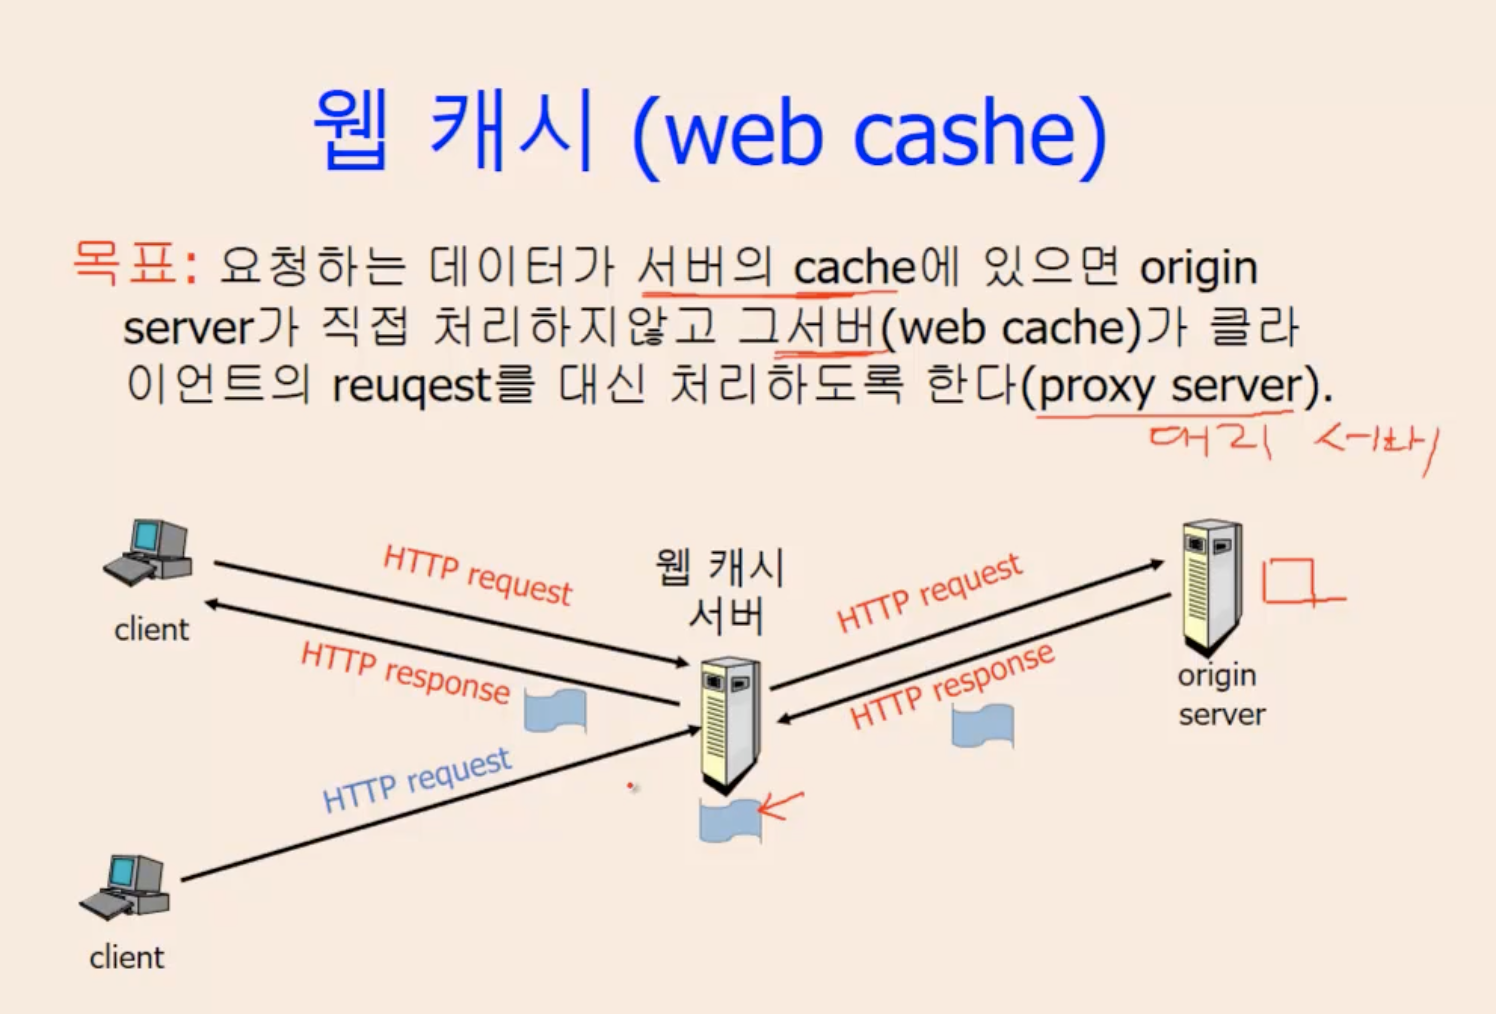 웹 캐시 (web cashe)
목표: 요청하는 데이터가 서버의 cache에 있으면 origin
server가 직접 처리하지않고 그서버(web cache)가 클라
이언트의 reuqest를 대신 처리하도록 한다(proxy server).
대리 서버
client
HTTP request
HTTP response
웹 캐시
서버
HTTP request
HTTP response
origin
server
HTTP request
client